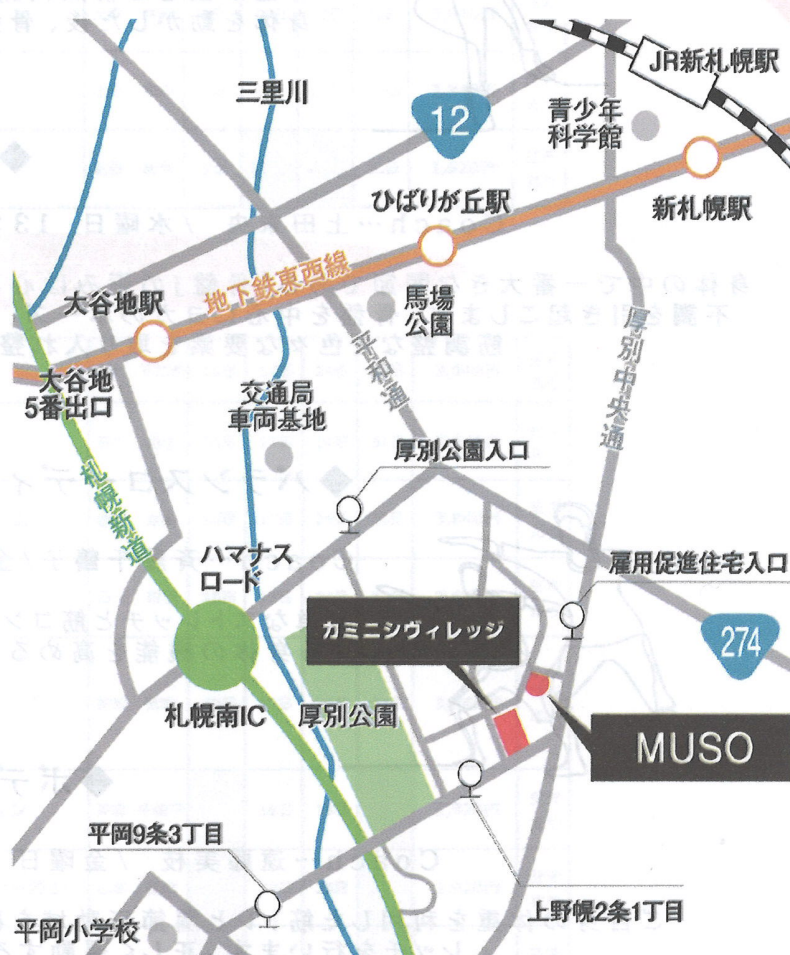 JR新札幌駅
三里川
12
青少年
科学館
ひばりが丘駅
新札幌駅
地下鉄東西線
大谷地駅
馬場
公園
厚別中央通
平和通
大谷地
5番出口
交通局
車両基地
厚別公園入口
札幌新道
ハマナス
ロード
雇用促進住宅入口
カミニシヴィレッジ
274
札幌南IC
厚別公園
MUSO
平岡9条3丁目
上野幌2条1丁目
平岡小学校